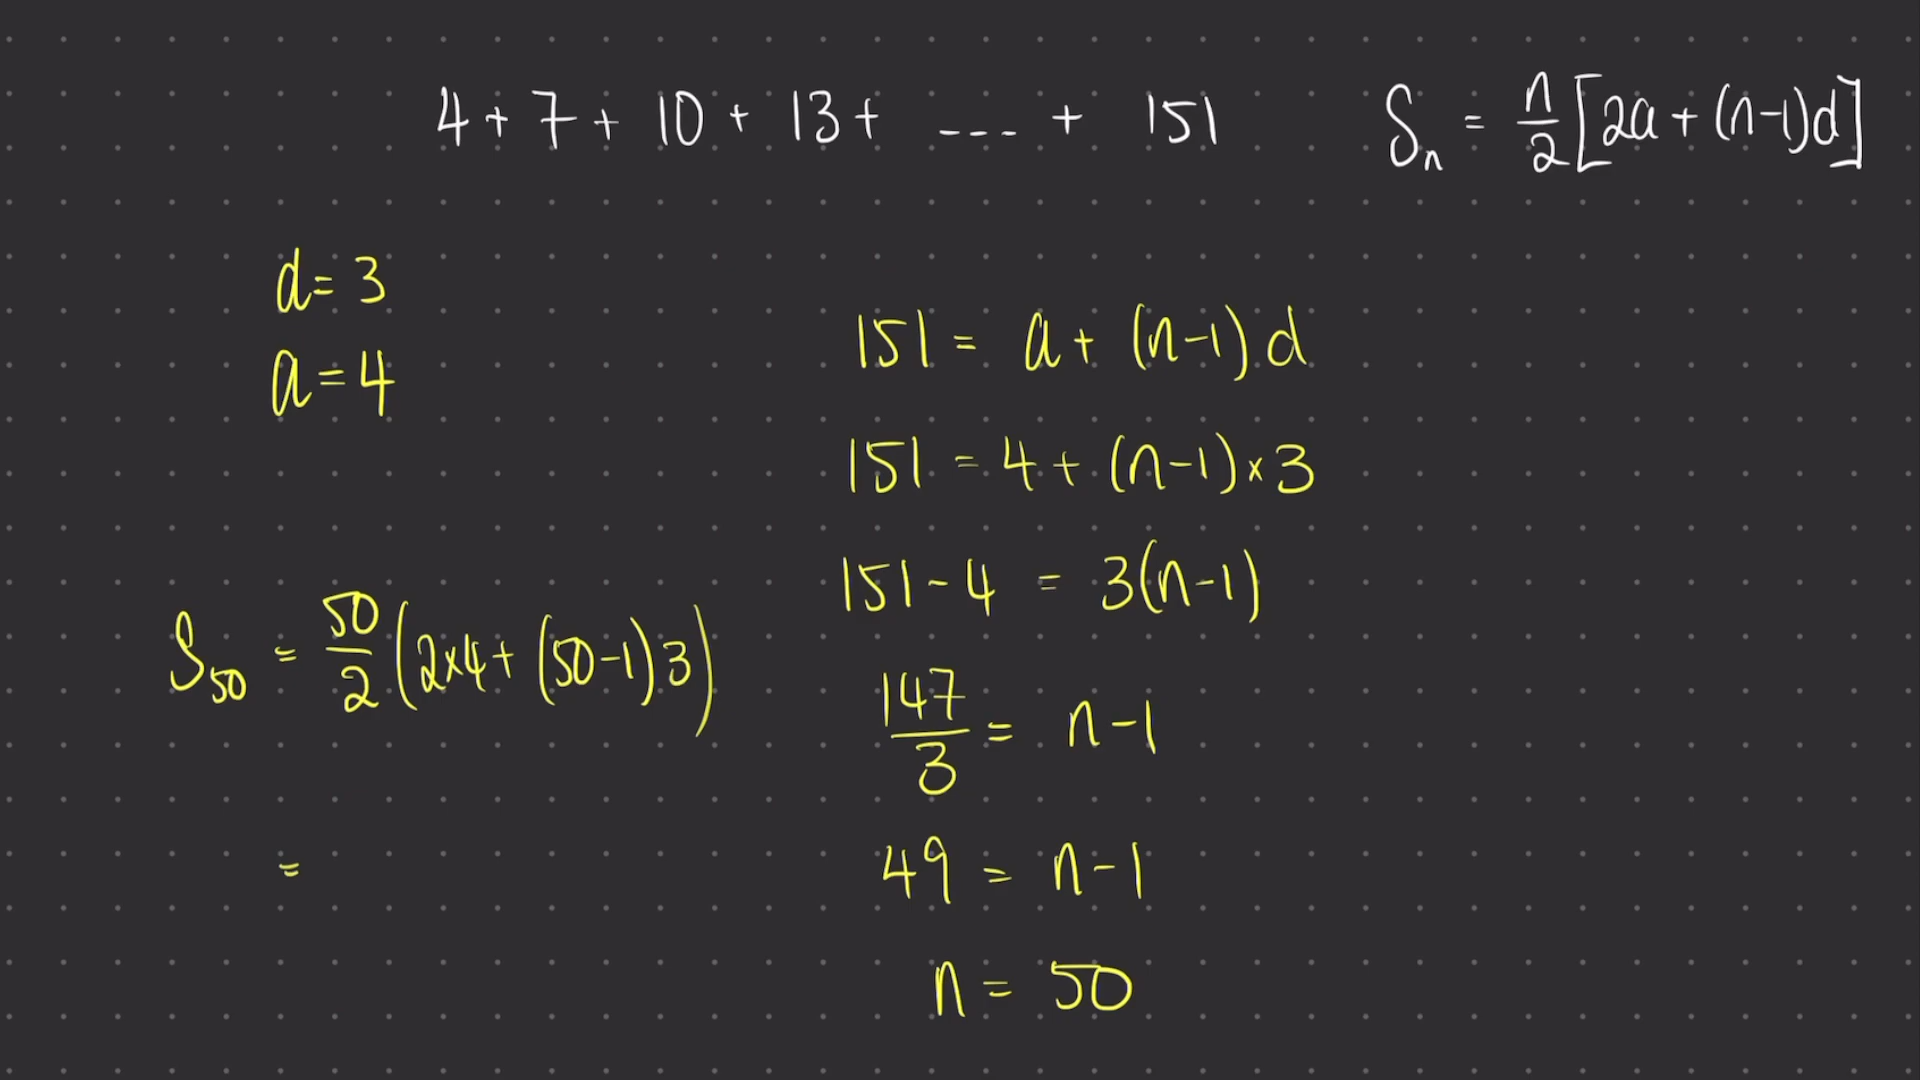 4 + 7 + 10 + 13 + --- + 151
Sₙ = n/2 [2a + (n-1)d]
d = 3
a = 4
151 = a + (n-1) d
151 = 4 + (n-1) × 3
151 - 4 = 3(n-1)
147/3 = n - 1
49 = n - 1
n = 50
S₅₀ = 50/2 (2×4 + (50-1)3)
=